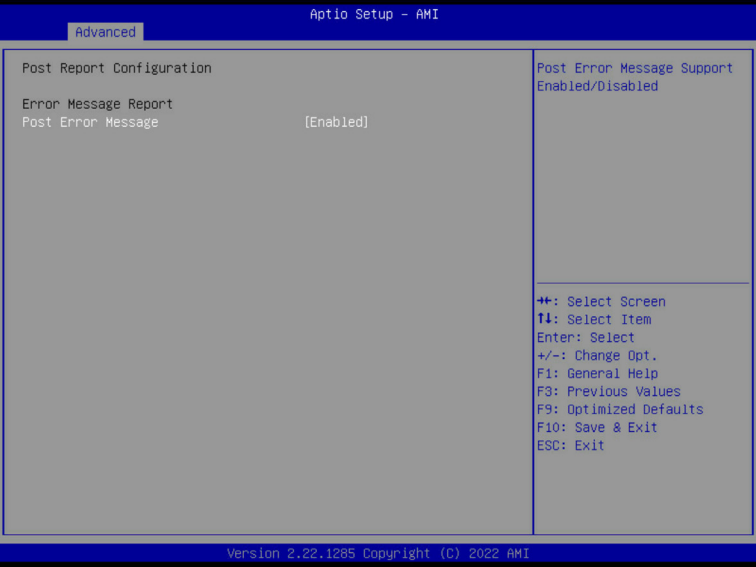 Aptio Setup – AMI
Advanced
Post Report Configuration
Error Message Report
Post Error Message [Enabled]
Post Error Message Support
Enabled/Disabled
→←: Select Screen
↑↓: Select Item
Enter: Select
+/-: Change Opt.
F1: General Help
F3: Previous Values
F9: Optimized Defaults
F10: Save & Exit
ESC: Exit
Version 2.22.1285 Copyright (C) 2022 AMI